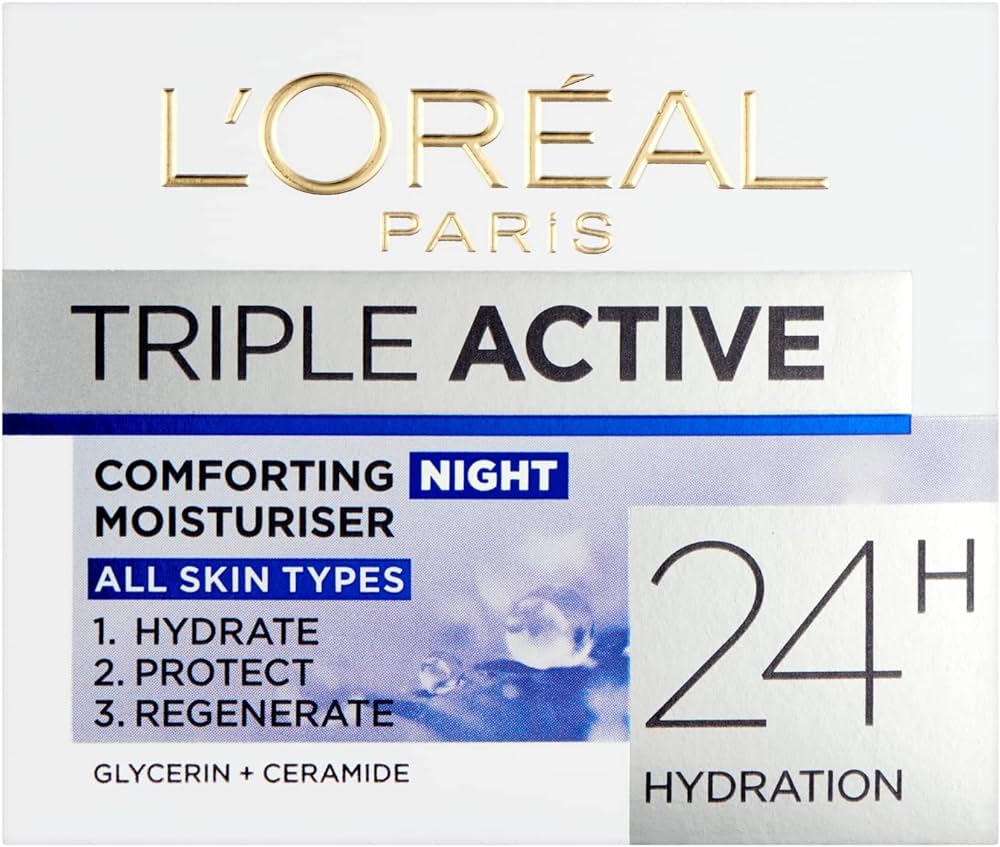 L'ORÉAL
PARiS
TRIPLE ACTIVE
COMFORTING NIGHT
MOISTURISER
ALL SKIN TYPES
1. HYDRATE
2. PROTECT
3. REGENERATE
GLYCERIN + CERAMIDE
24H
HYDRATION